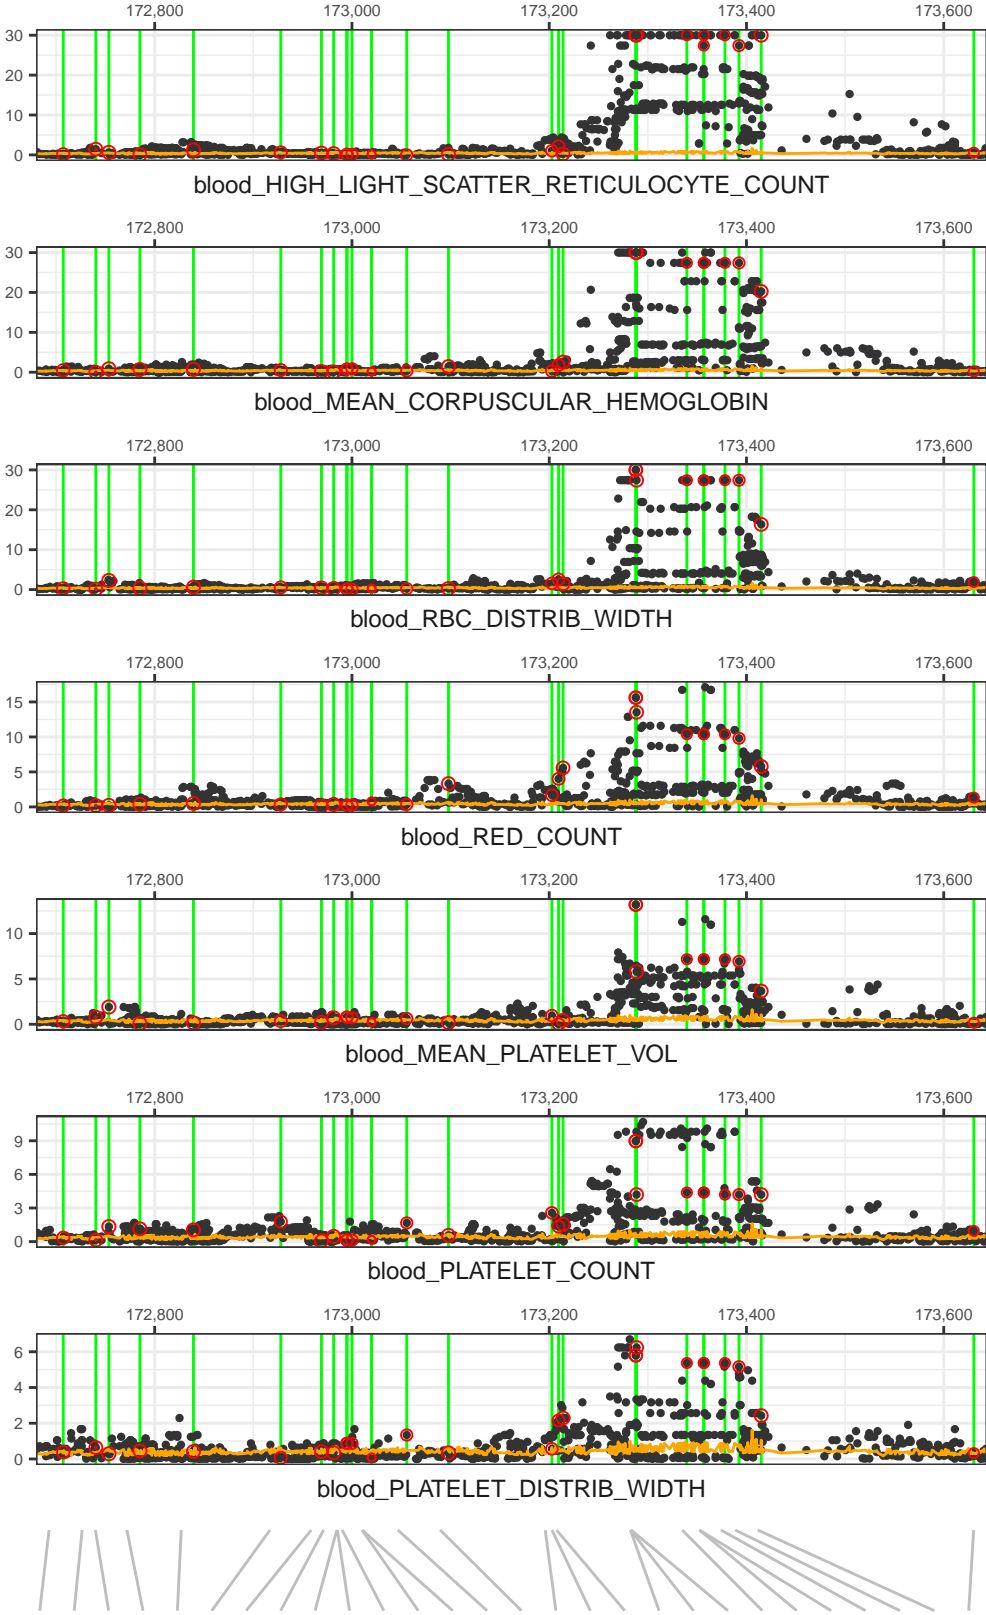 172,800 173,000 173,200 173,400 173,600
30
20
10
0
blood_HIGH_LIGHT_SCATTER_RETICULOCYTE_COUNT
172,800 173,000 173,200 173,400 173,600
30
20
10
0
blood_MEAN_CORPUSCULAR_HEMOGLOBIN
172,800 173,000 173,200 173,400 173,600
30
20
10
0
blood_RBC_DISTRIB_WIDTH
172,800 173,000 173,200 173,400 173,600
15
10
5
0
blood_RED_COUNT
172,800 173,000 173,200 173,400 173,600
10
5
0
blood_MEAN_PLATELET_VOL
172,800 173,000 173,200 173,400 173,600
9
6
3
0
blood_PLATELET_COUNT
172,800 173,000 173,200 173,400 173,600
6
4
2
0
blood_PLATELET_DISTRIB_WIDTH